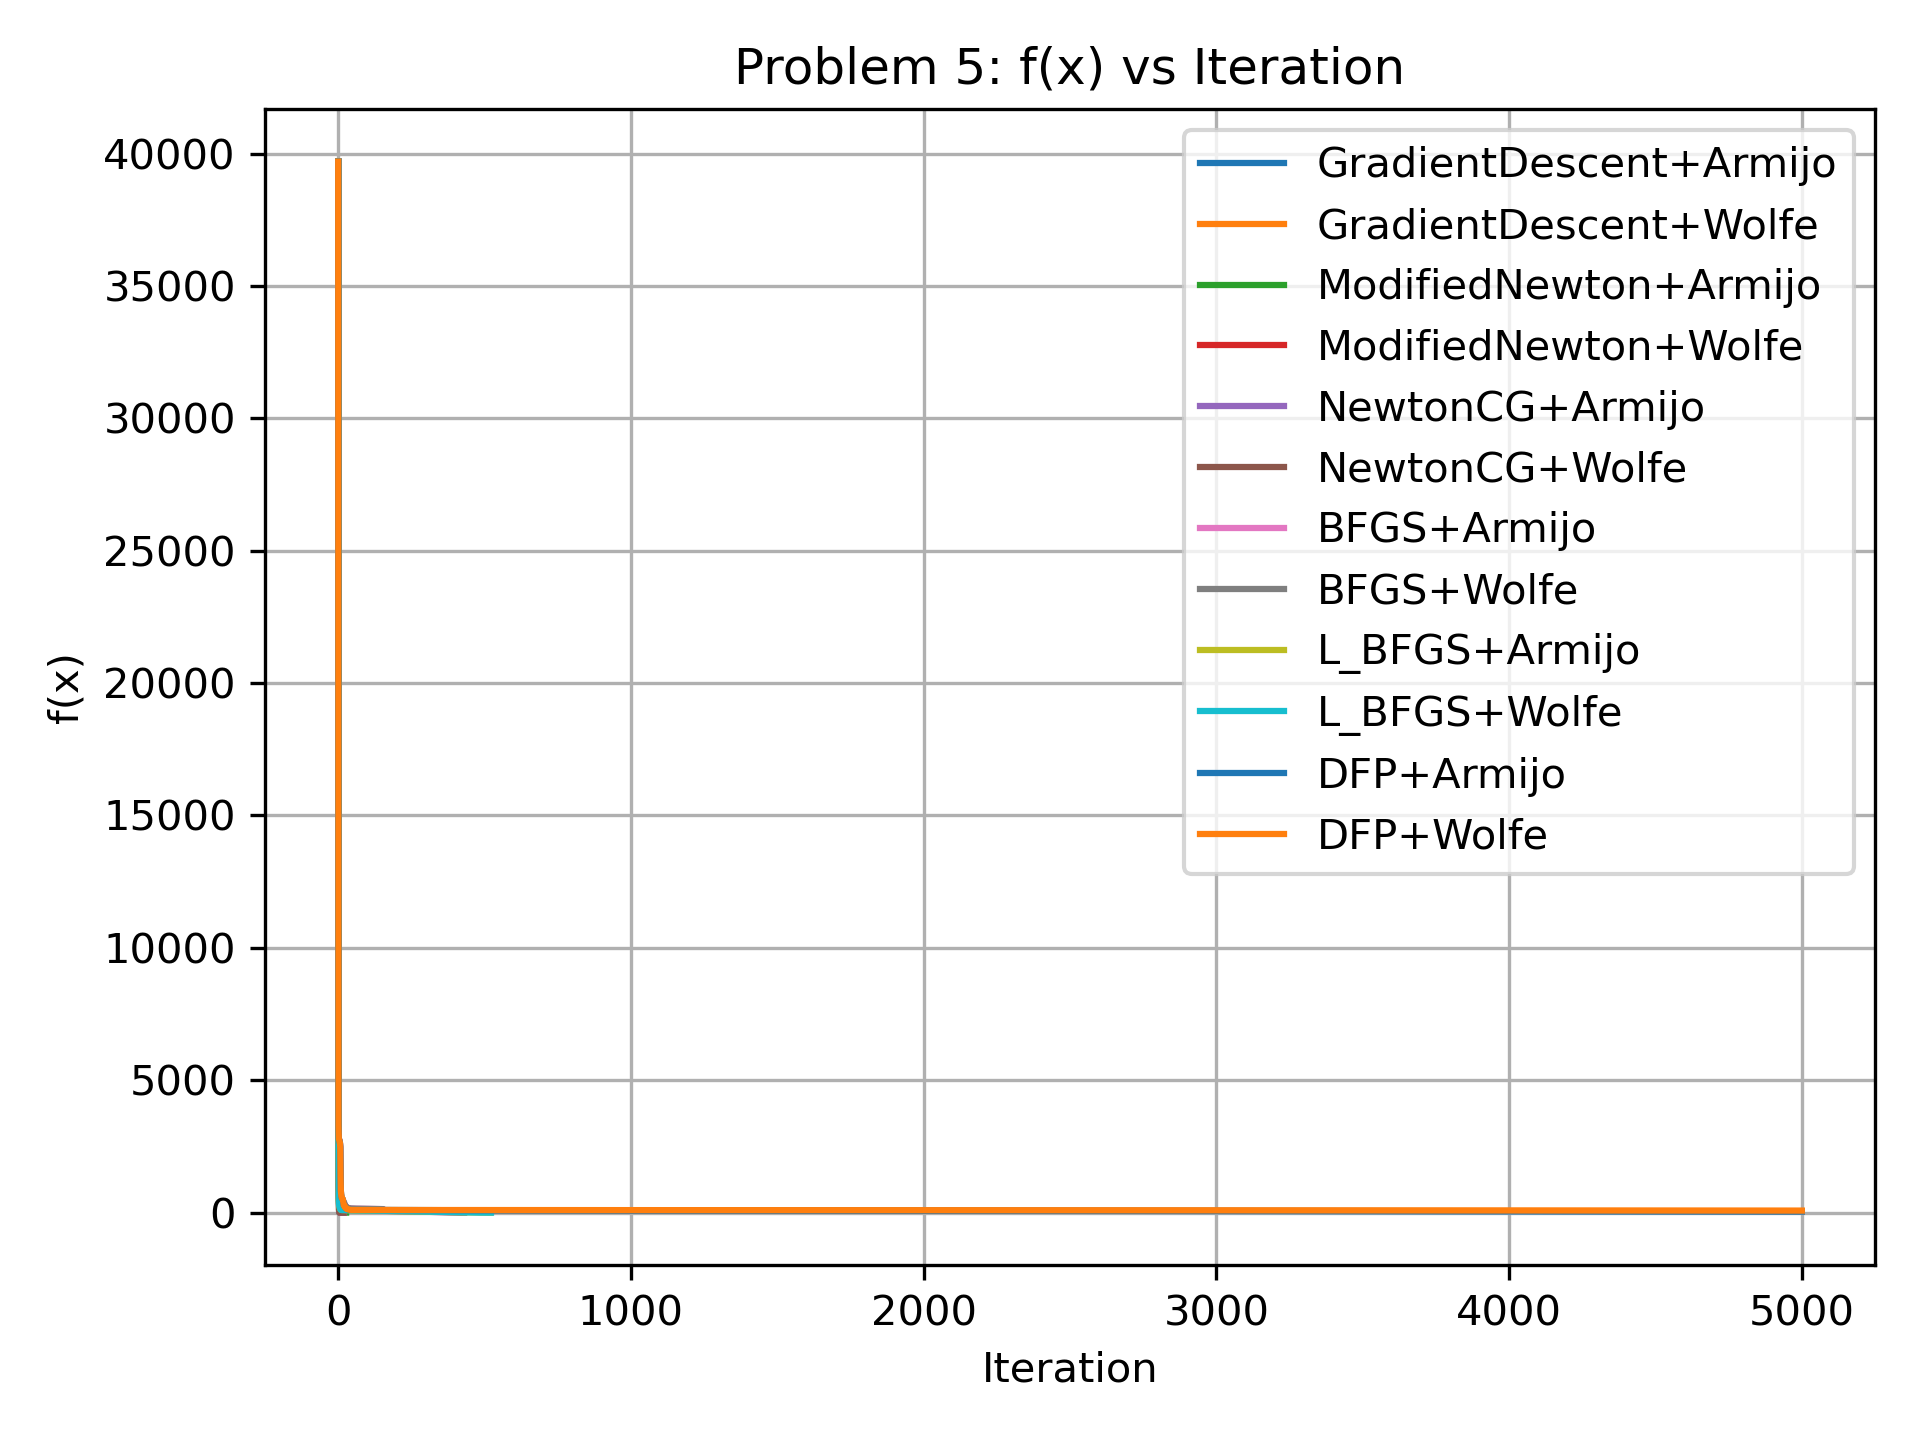 Problem 5: f(x) vs Iteration
40000
35000
30000
25000
20000
15000
10000
5000
0
f(x)
GradientDescent+Armijo
GradientDescent+Wolfe
ModifiedNewton+Armijo
ModifiedNewton+Wolfe
NewtonCG+Armijo
NewtonCG+Wolfe
BFGS+Armijo
BFGS+Wolfe
L_BFGS+Armijo
L_BFGS+Wolfe
DFP+Armijo
DFP+Wolfe
0 1000 2000 3000 4000 5000
Iteration